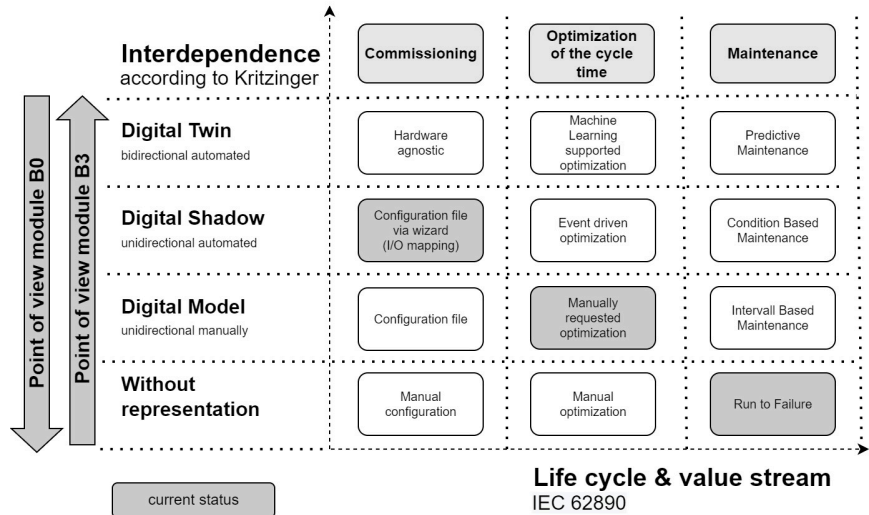 Interdependence
according to Kritzinger
Commissioning
Optimization
of the cycle
time
Maintenance
Point of view module B0
Point of view module B3
Digital Twin
bidirectional automated
Hardware
agnostic
Machine
Learning
supported
optimization
Predictive
Maintenance
Digital Shadow
unidirectional automated
Configuration file
via wizard
(I/O mapping)
Event driven
optimization
Condition Based
Maintenance
Digital Model
unidirectional manually
Configuration file
Manually
requested
optimization
Intervall Based
Maintenance
Without
representation
Manual
configuration
Manual
optimization
Run to Failure
Life cycle & value stream
IEC 62890
current status